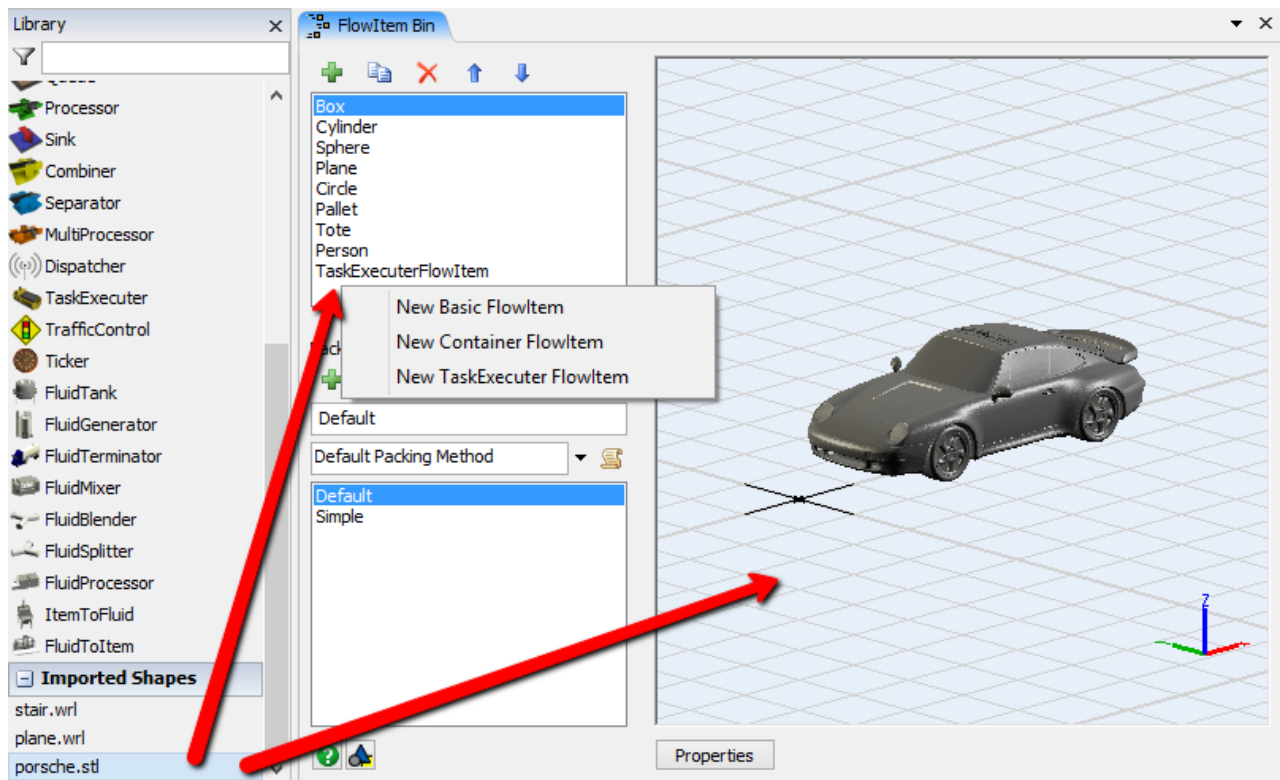 Library
Processor
Sink
Combiner
Separator
MultiProcessor
Dispatcher
TaskExecuter
TrafficControl
Ticker
FluidTank
FluidGenerator
FluidTerminator
FluidMixer
FluidBlender
FluidSplitter
FluidProcessor
ItemToFluid
FluidToItem
Imported Shapes
stair.wrl
plane.wrl
porsche.stl
FlowItem Bin
Box
Cylinder
Sphere
Plane
Circle
Pallet
Tote
Person
TaskExecuterFlowItem
New Basic FlowItem
New Container FlowItem
New TaskExecuter FlowItem
Default
Default Packing Method
Default
Simple
Z
Properties